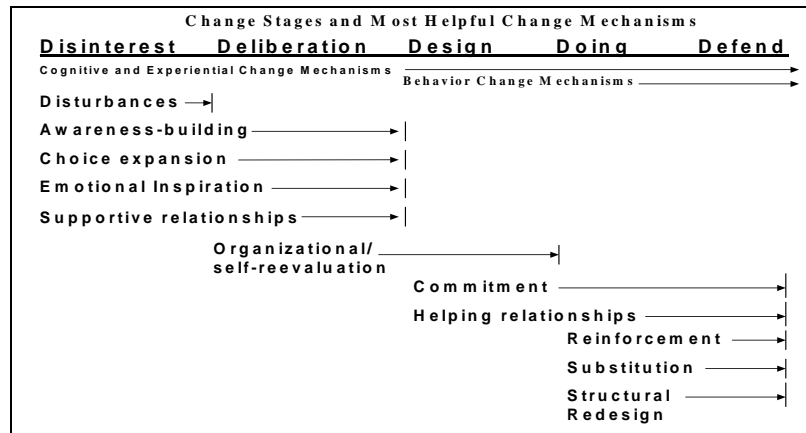 Change Stages and Most Helpful Change Mechanisms
Disinterest Deliberation Design Doing Defend
Cognitive and Experiential Change Mechanisms
Behavior Change Mechanisms
Disturbances
Awareness-building
Choice expansion
Emotional Inspiration
Supportive relationships
Organizational/
self-reevaluation
Commitment
Helping relationships
Reinforcement
Substitution
Structural
Redesign